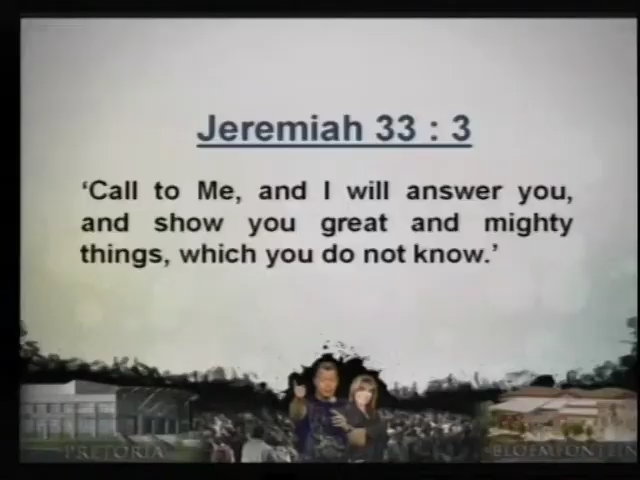 Jeremiah 33 : 3
‘Call to Me, and I will answer you,
and show you great and mighty
things, which you do not know.’
PRETORIA
BLOEMFONTEIN